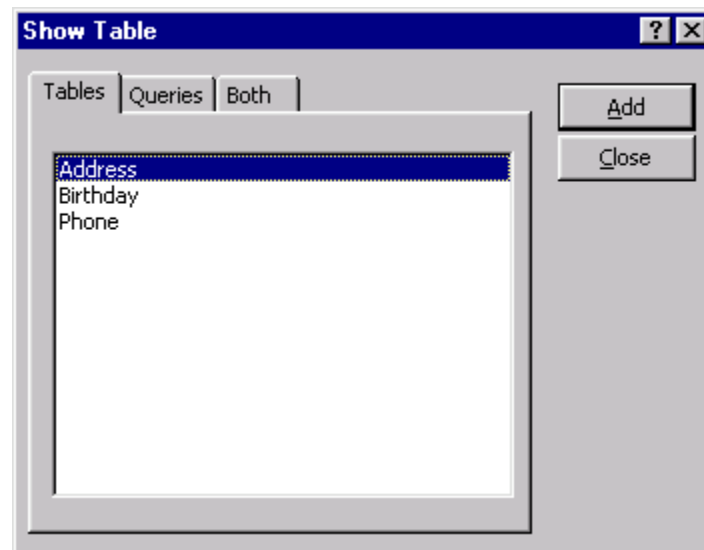 Show Table
Tables Queries Both
Add
Close
Address
Birthday
Phone